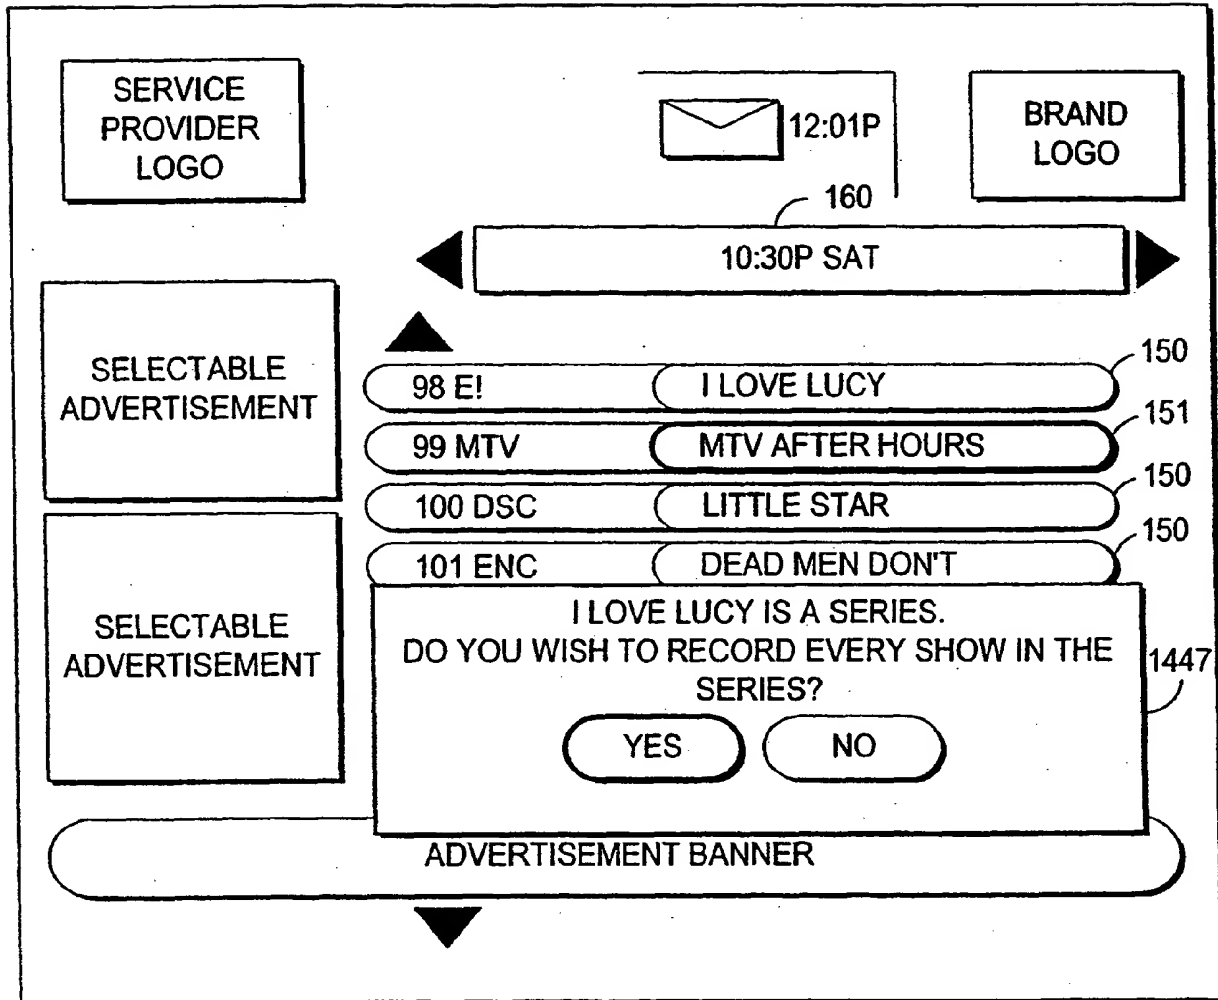 SERVICE
PROVIDER
LOGO
12:01P
BRAND
LOGO
160
10:30P SAT
SELECTABLE
ADVERTISEMENT
98 E! I LOVE LUCY 150
99 MTV MTV AFTER HOURS 151
100 DSC LITTLE STAR 150
101 ENC DEAD MEN DON'T 150
SELECTABLE
ADVERTISEMENT
I LOVE LUCY IS A SERIES.
DO YOU WISH TO RECORD EVERY SHOW IN THE
SERIES?
1447
YES NO
ADVERTISEMENT BANNER